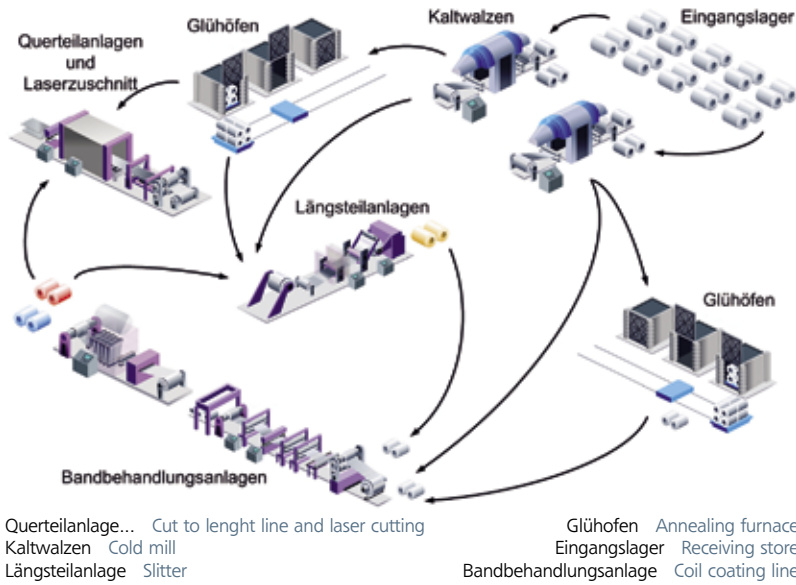 Glühöfen
Kaltwalzen
Eingangslager
Querteilanlagen
und
Laserzuschnitt
Längsteilanlagen
Glühöfen
Bandbehandlungsanlagen
Querteilanlage... Cut to lenght line and laser cutting
Kaltwalzen Cold mill
Längsteilanlage Slitter
Glühofen Annealing furnace
Eingangslager Receiving store
Bandbehandlungsanlage Coil coating line